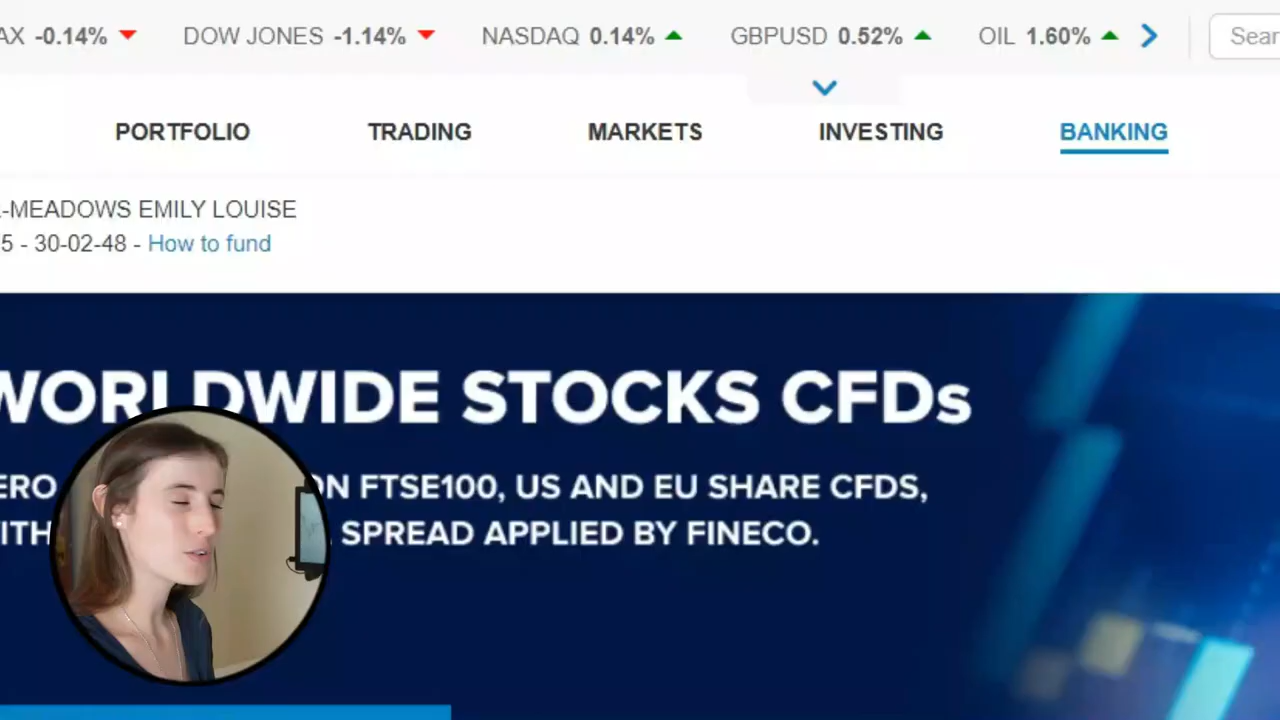 AX -0.14% DOW JONES -1.14% NASDAQ 0.14% GBPUSD 0.52% OIL 1.60% Sear
PORTFOLIO TRADING MARKETS INVESTING BANKING
-MEADOWS EMILY LOUISE
5 - 30-02-48 - How to fund
WORLDWIDE STOCKS CFDs
ERO ON FTSE100, US AND EU SHARE CFDS,
ITH SPREAD APPLIED BY FINECO.